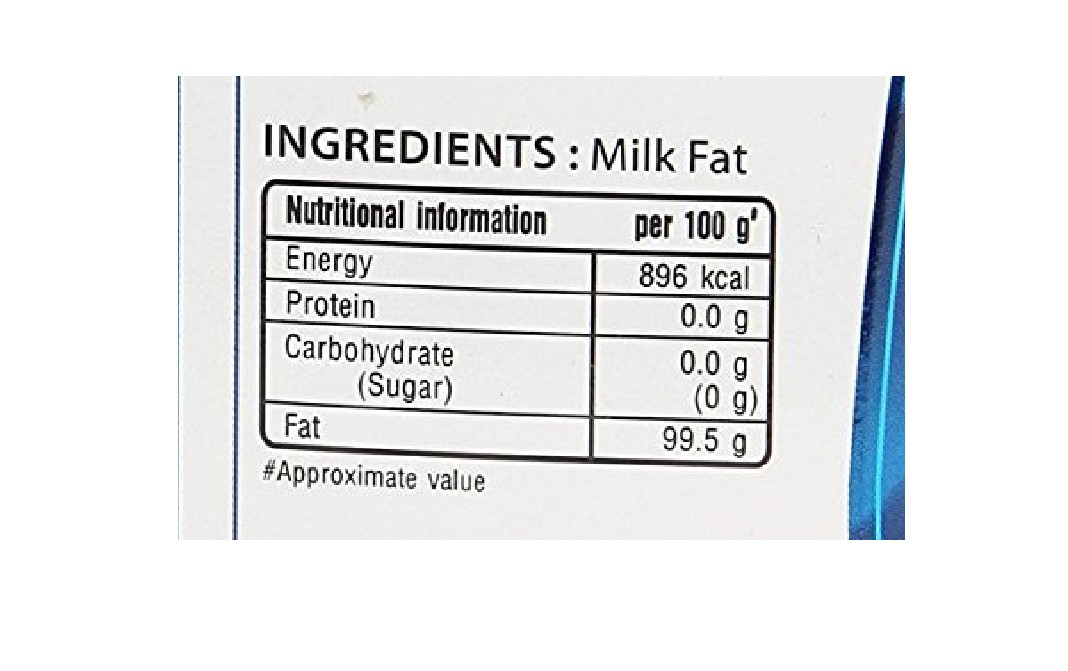 INGREDIENTS : Milk Fat
Nutritional information per 100 g#
Energy 896 kcal
Protein 0.0 g
Carbohydrate 0.0 g
(Sugar) (0 g)
Fat 99.5 g
#Approximate value